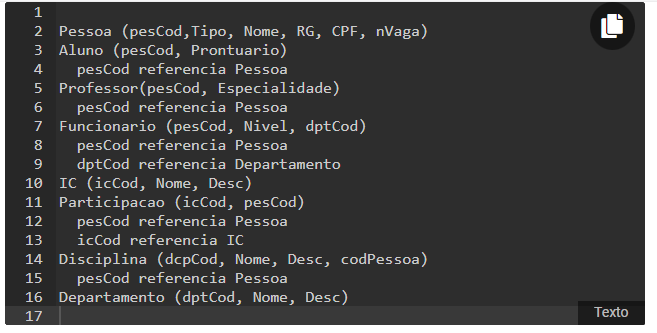 1
2 Pessoa (pesCod,Tipo, Nome, RG, CPF, nVaga)
3 Aluno (pesCod, Prontuario)
4   pesCod referencia Pessoa
5 Professor(pesCod, Especialidade)
6   pesCod referencia Pessoa
7 Funcionario (pesCod, Nivel, dptCod)
8   pesCod referencia Pessoa
9   dptCod referencia Departamento
10 IC (icCod, Nome, Desc)
11 Participacao (icCod, pesCod)
12   pesCod referencia Pessoa
13   icCod referencia IC
14 Disciplina (dcpCod, Nome, Desc, codPessoa)
15   pesCod referencia Pessoa
16 Departamento (dptCod, Nome, Desc)
17
Texto